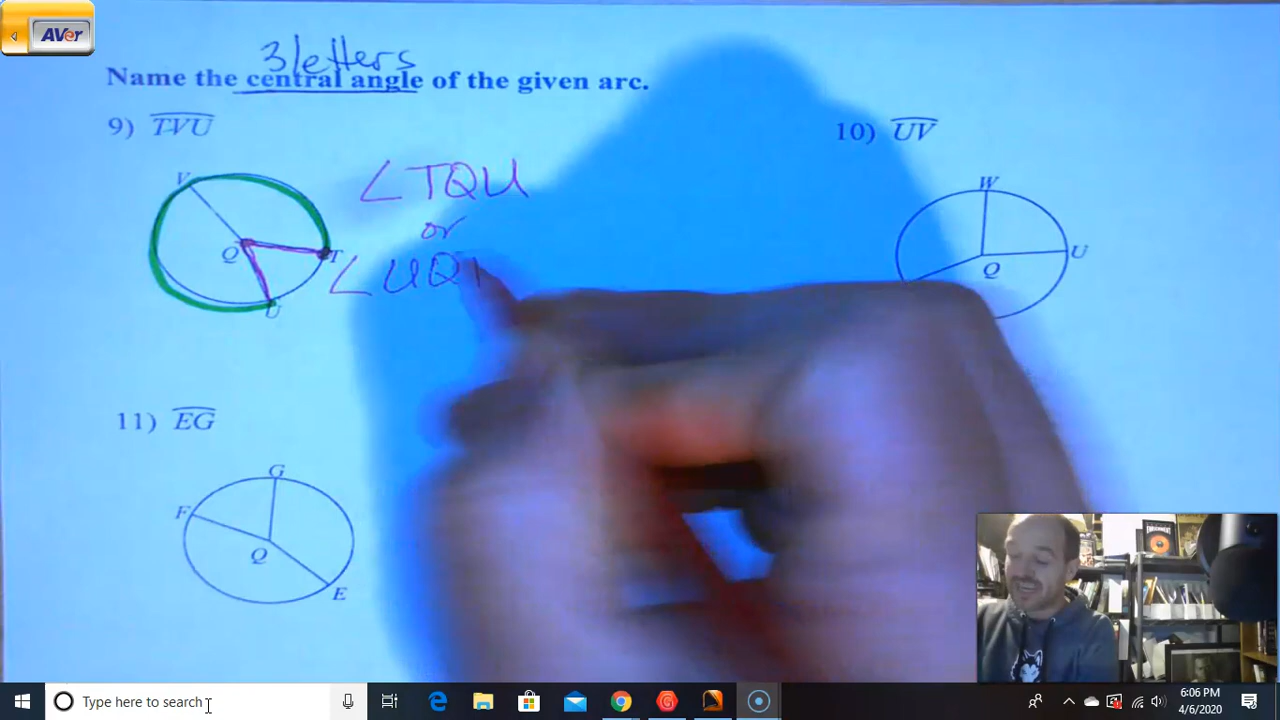 AVer
3 letters
Name the central angle of the given arc.
9) TVU
10) UV
V
∠TQU
W
or
Q
T
∠UQ
Q
U
U
11) EG
G
F
Q
E
Type here to search
6:06 PM
4/6/2020